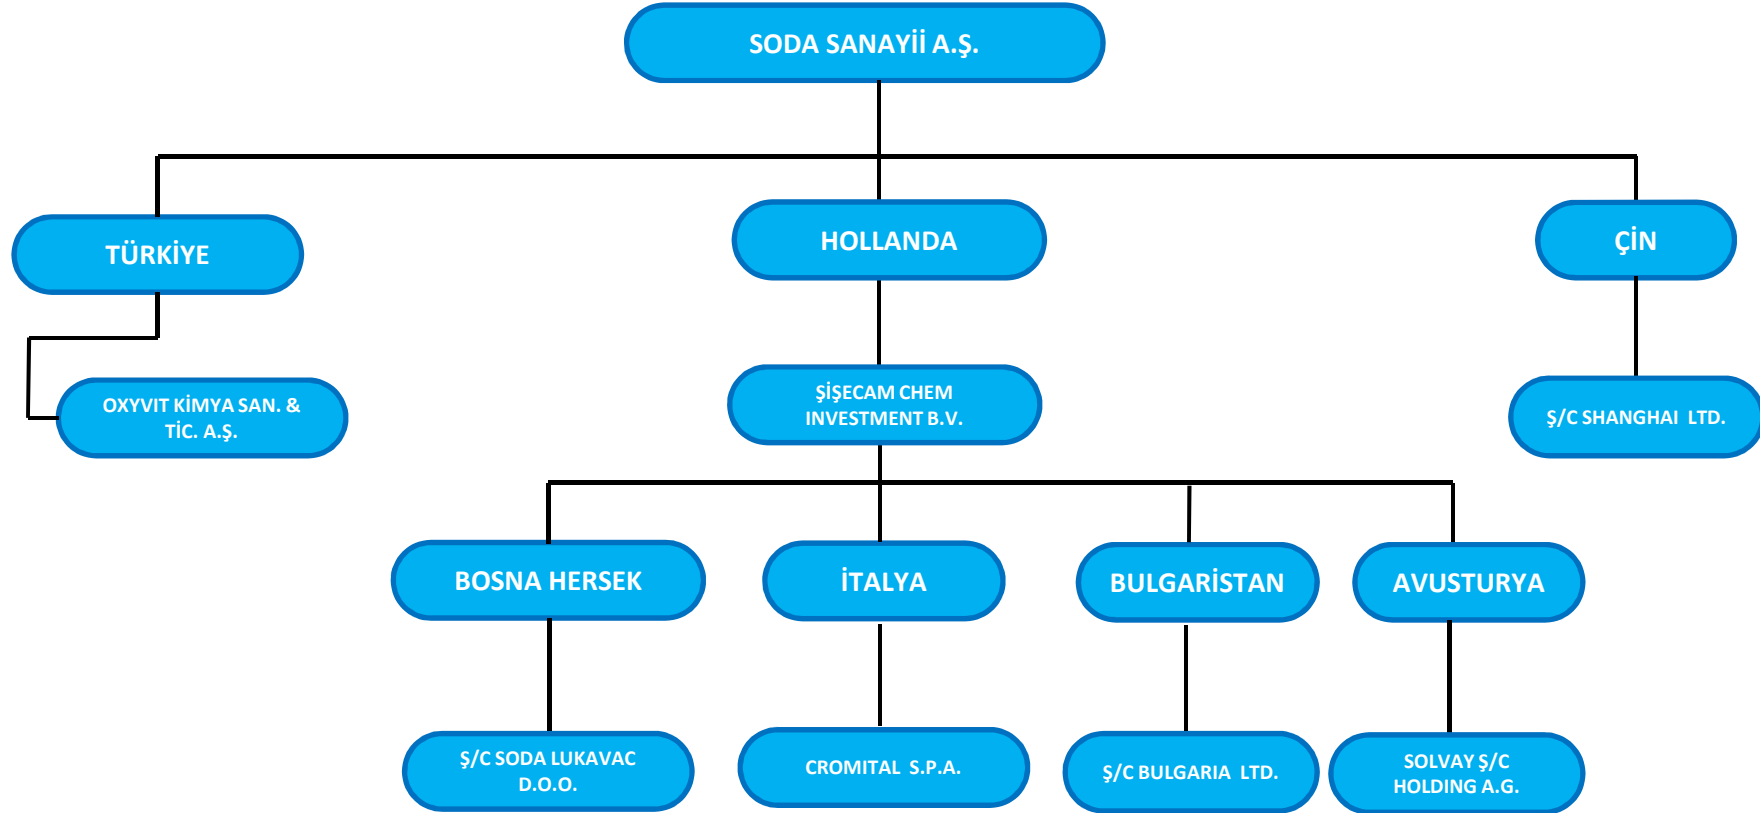 SODA SANAYİİ A.Ş.
TÜRKİYE
HOLLANDA
ÇİN
OXYVIT KİMYA SAN. &
TİC. A.Ş.
ŞİŞECAM CHEM
INVESTMENT B.V.
Ş/C SHANGHAI LTD.
BOSNA HERSEK
İTALYA
BULGARİSTAN
AVUSTURYA
Ş/C SODA LUKAVAC
D.O.O.
CROMITAL S.P.A.
Ş/C BULGARIA LTD.
SOLVAY Ş/C
HOLDING A.G.